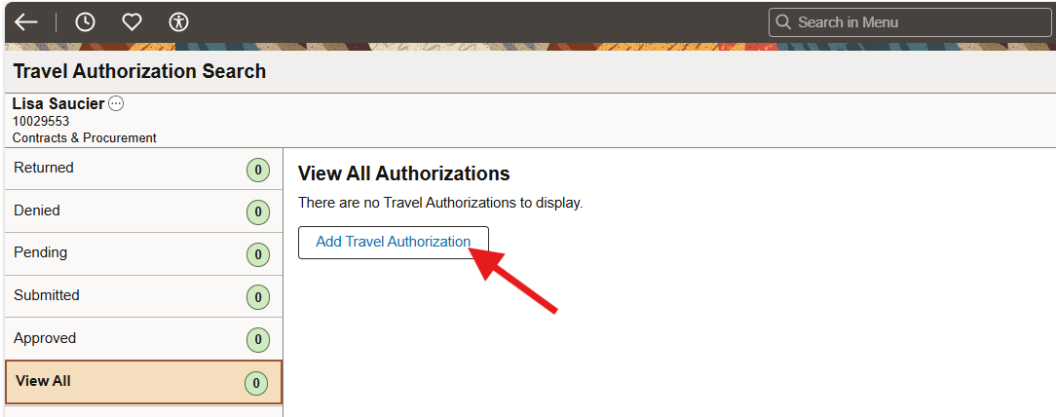 Search in Menu
Travel Authorization Search
Lisa Saucier
10029553
Contracts & Procurement
Returned 0
Denied 0
Pending 0
Submitted 0
Approved 0
View All 0
View All Authorizations
There are no Travel Authorizations to display.
Add Travel Authorization